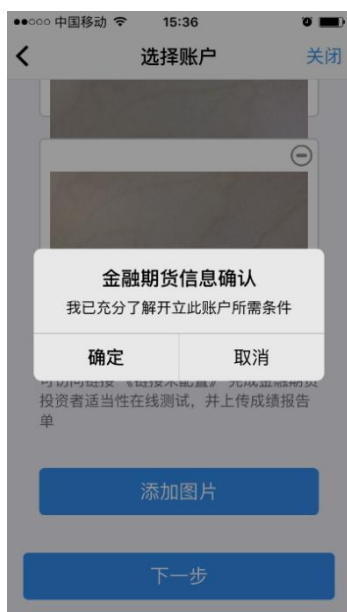 中国移动 15:36
选择账户 关闭
金融期货信息确认
我已充分了解开立此账户所需条件
确定 取消
可访问链接《链接未配置》完成金融期货
投资者适当性在线测试，并上传成绩报告
单
添加图片
下一步